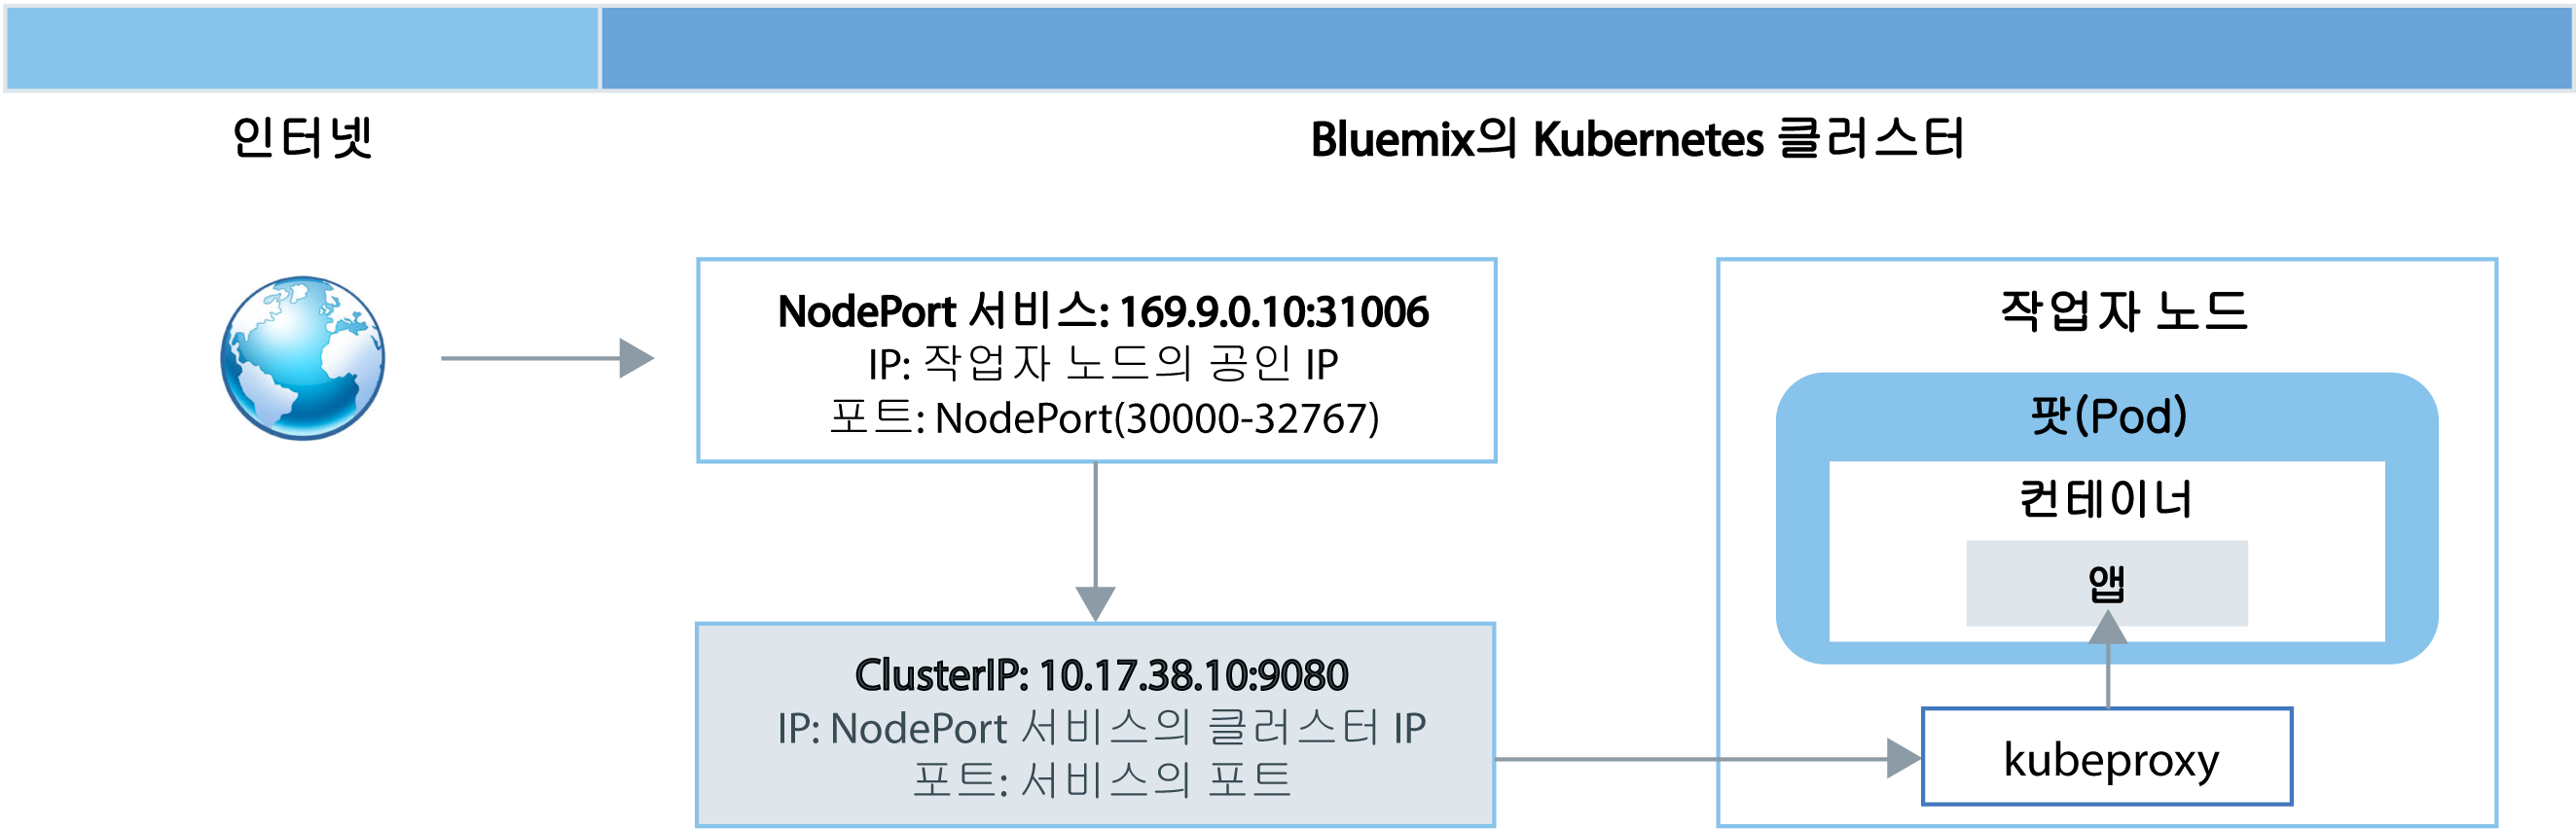 인터넷
Bluemix의 Kubernetes 클러스터
NodePort 서비스: 169.9.0.10:31006
IP: 작업자 노드의 공인 IP
포트: NodePort(30000-32767)
ClusterIP: 10.17.38.10:9080
IP: NodePort 서비스의 클러스터 IP
포트: 서비스의 포트
작업자 노드
팟(Pod)
컨테이너
앱
kubeproxy